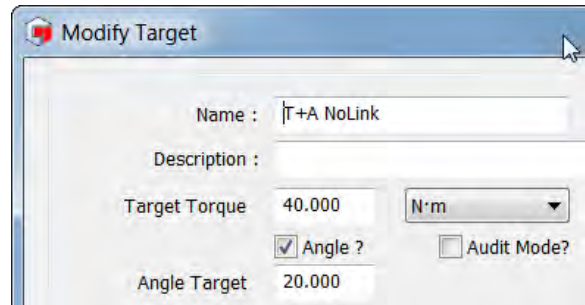 Modify Target
Name : T+A NoLink
Description :
Target Torque 40.000 N·m
Angle ? Audit Mode?
Angle Target 20.000